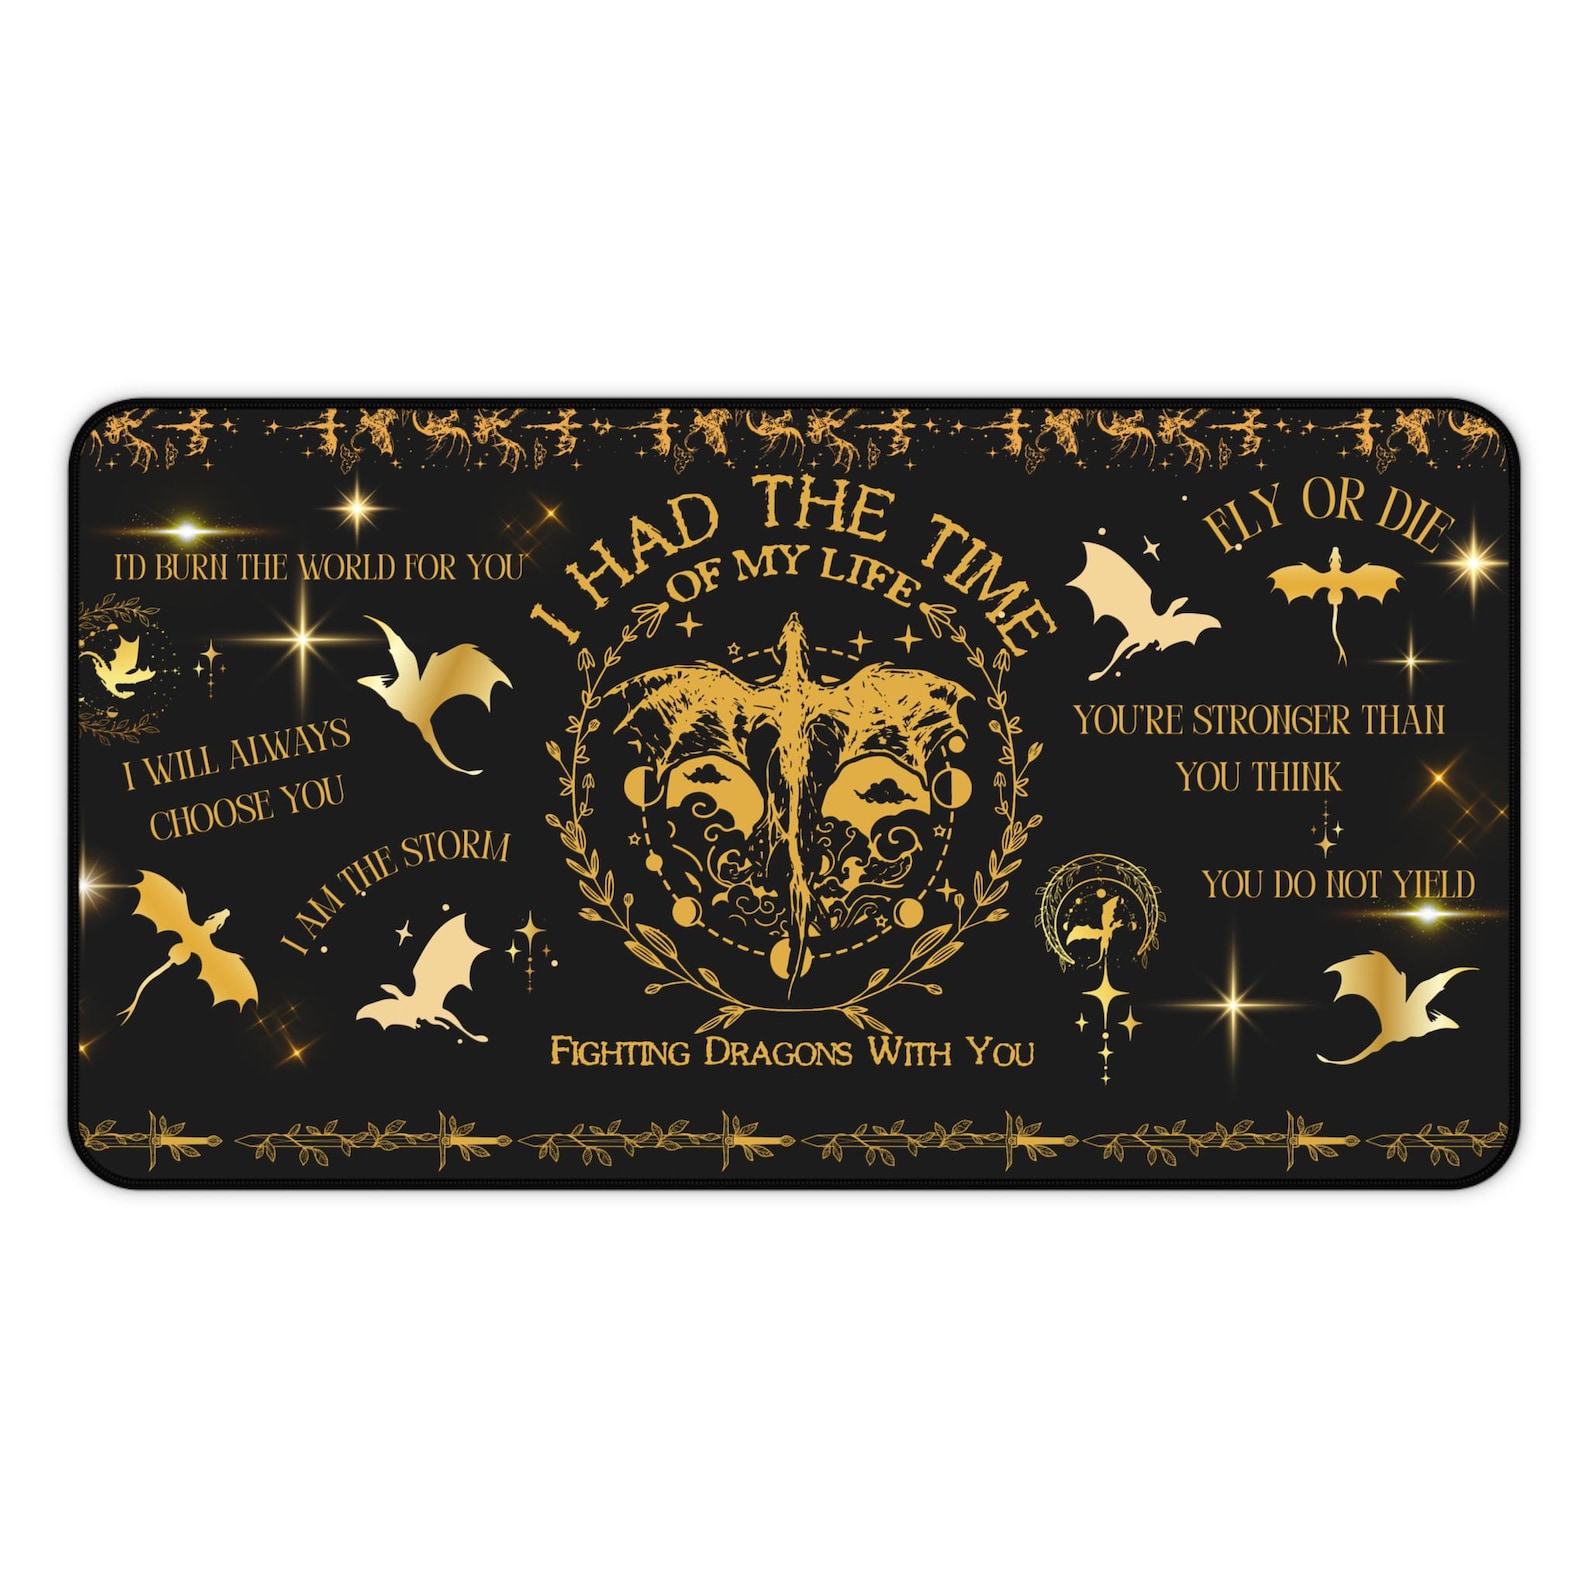 I HAD THE TIME
OF MY LIFE
FIGHTING DRAGONS WITH YOU
I'D BURN THE WORLD FOR YOU
I WILL ALWAYS
CHOOSE YOU
I AM THE STORM
FLY OR DIE
YOU'RE STRONGER THAN
YOU THINK
YOU DO NOT YIELD